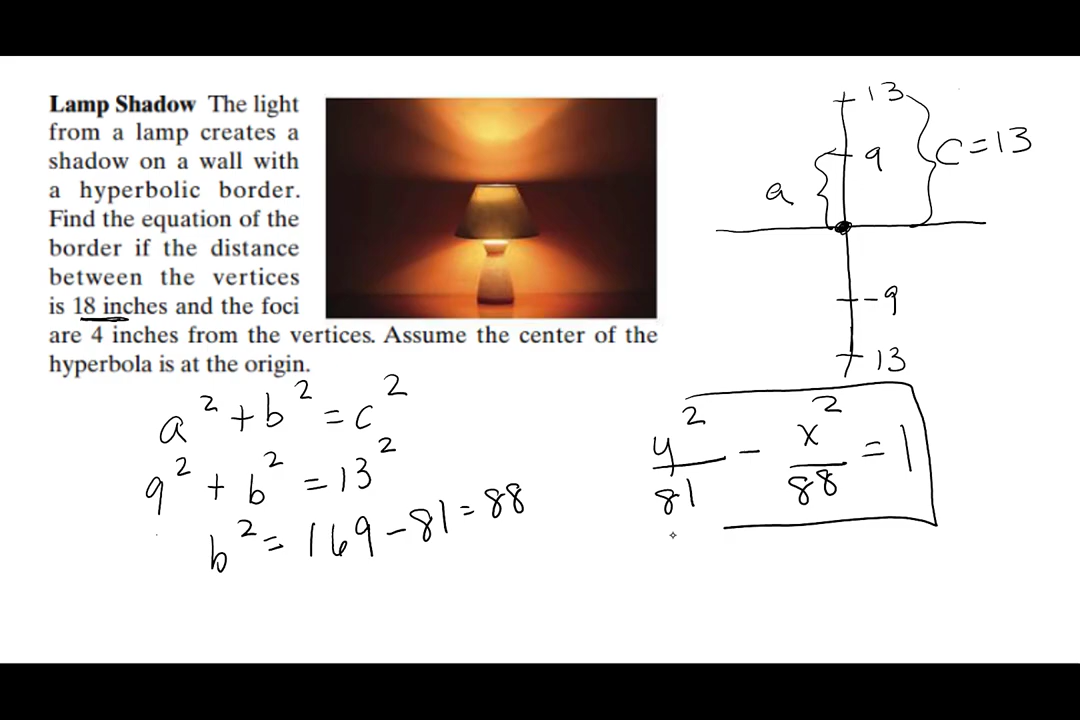 Lamp Shadow The light
from a lamp creates a
shadow on a wall with
a hyperbolic border.
Find the equation of the
border if the distance
between the vertices
is 18 inches and the foci
are 4 inches from the vertices. Assume the center of the
hyperbola is at the origin.
13
9
c = 13
a
-9
13
a² + b² = c²
9² + b² = 13²
b² = 169 - 81 = 88
y²/81 - x²/88 = 1